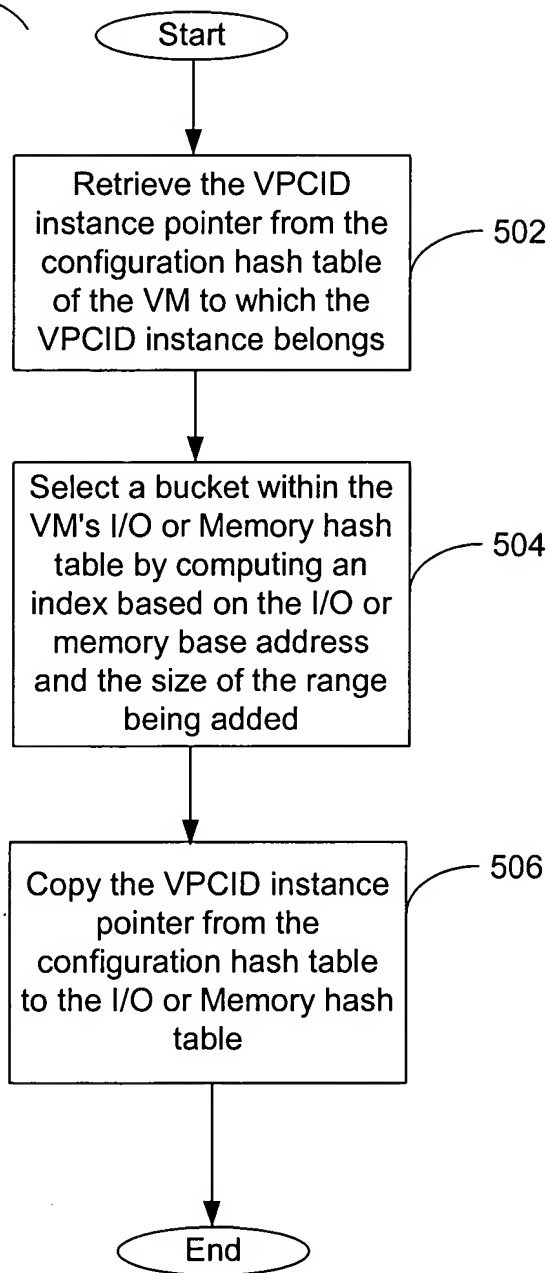 Start
Retrieve the VPCID
instance pointer from the
configuration hash table
of the VM to which the
VPCID instance belongs
502
Select a bucket within the
VM's I/O or Memory hash
table by computing an
index based on the I/O or
memory base address
and the size of the range
being added
504
Copy the VPCID instance
pointer from the
configuration hash table
to the I/O or Memory hash
table
506
End